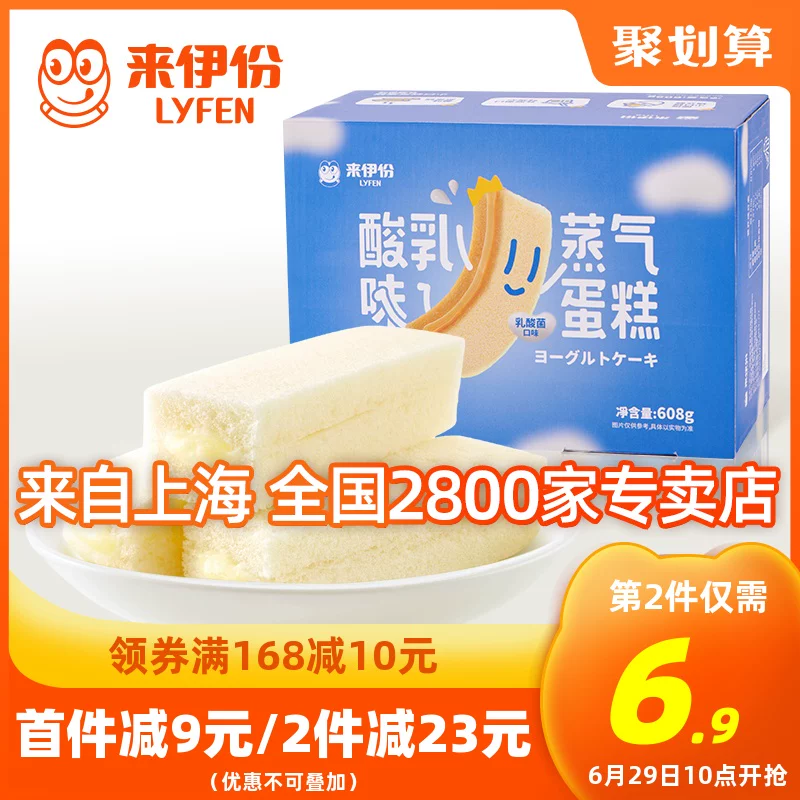 来伊份
LYFEN
聚划算
来伊份
LYFEN
酸乳 蒸气
味 蛋糕
乳酸菌
口味
ヨーグルトケーキ
净含量:608g
图片仅供参考,具体以实物为准
来自上海 全国2800家专卖店
第2件仅需
6.9
6月29日10点开抢
领券满168减10元
首件减9元/2件减23元
(优惠不可叠加)